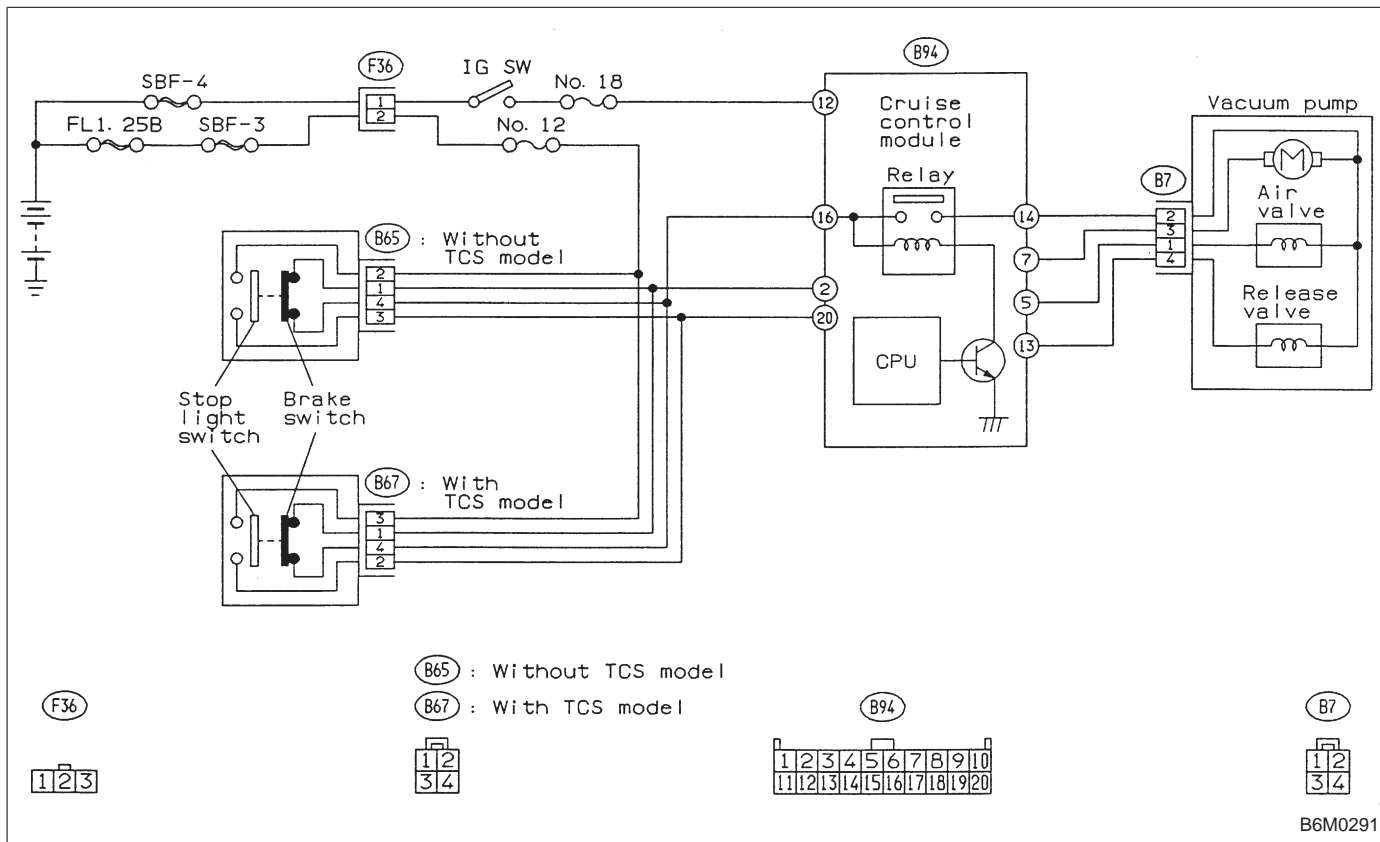 B94
F36
IG SW
SBF-4
No. 18
1
2
12
Cruise
control
module
Vacuum pump
FL1. 25B
SBF-3
No. 12
M
Relay
B7
Air
valve
16
14
2
3
1
4
7
B65 : Without
TCS model
2
1
4
3
2
5
Release
valve
20
13
CPU
Stop
light
switch
Brake
switch
B67 : With
TCS model
3
1
4
2
B65 : Without TCS model
F36
B67 : With TCS model
B94
B7
1 2 3
1 2
3 4
1 2 3 4 5 6 7 8 9 10
11 12 13 14 15 16 17 18 19 20
1 2
3 4
B6M0291